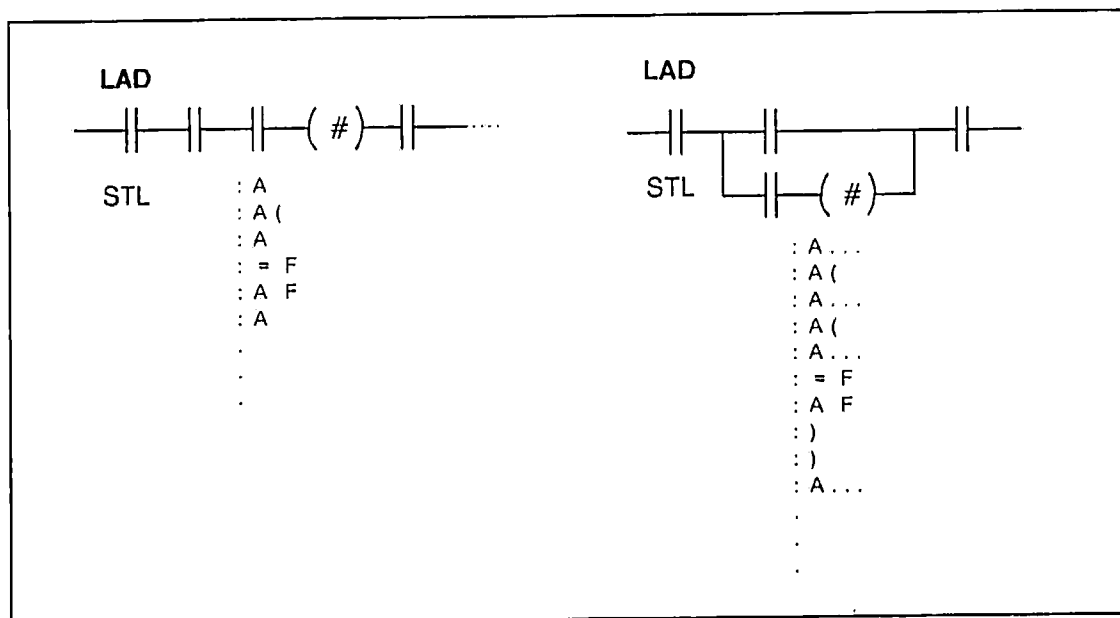 LAD
( # )
STL
: A
: A (
: A
: = F
: A F
: A
.
.
.
LAD
STL
( # )
: A . . .
: A (
: A . . .
: A (
: A . . .
: = F
: A F
: )
: )
: A . . .
.
.
.